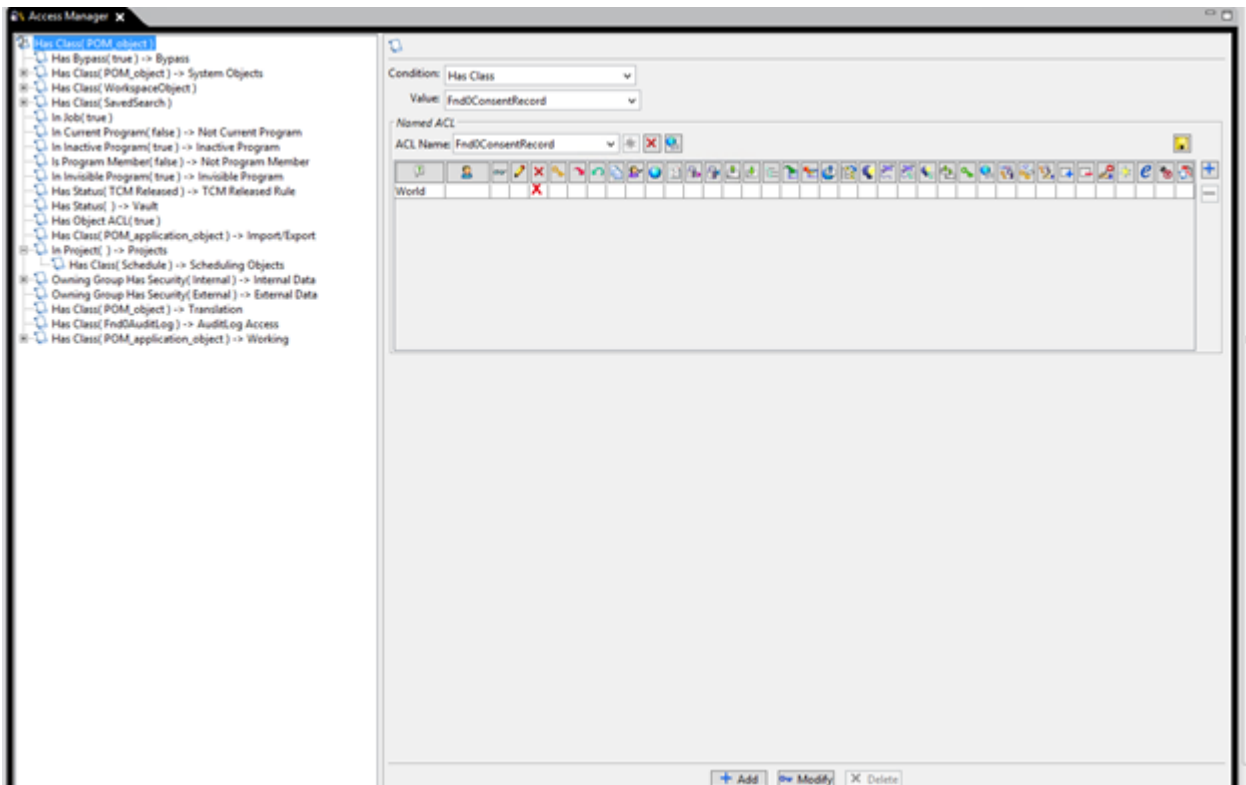 Access Manager
Has Class( POM_object )
Has Bypass( true ) -> Bypass
Has Class( POM_object ) -> System Objects
Has Class( WorkspaceObject )
Has Class( SavedSearch )
In Job( true )
In Current Program( false ) -> Not Current Program
In Inactive Program( true ) -> Inactive Program
Is Program Member( false ) -> Not Program Member
In Invisible Program( true ) -> Invisible Program
Has Status( TCM Released ) -> TCM Released Rule
Has Status( ) -> Vault
Has Object ACL( true )
Has Class( POM_application_object ) -> Import/Export
In Project( ) -> Projects
Has Class( Schedule ) -> Scheduling Objects
Owning Group Has Security( Internal ) -> Internal Data
Owning Group Has Security( External ) -> External Data
Has Class( POM_object ) -> Translation
Has Class( Fnd0AuditLog ) -> AuditLog Access
Has Class( POM_application_object ) -> Working
Condition: Has Class
Value: Fnd0ConsentRecord
Named ACL
ACL Name: Fnd0ConsentRecord
World
Add Modify Delete